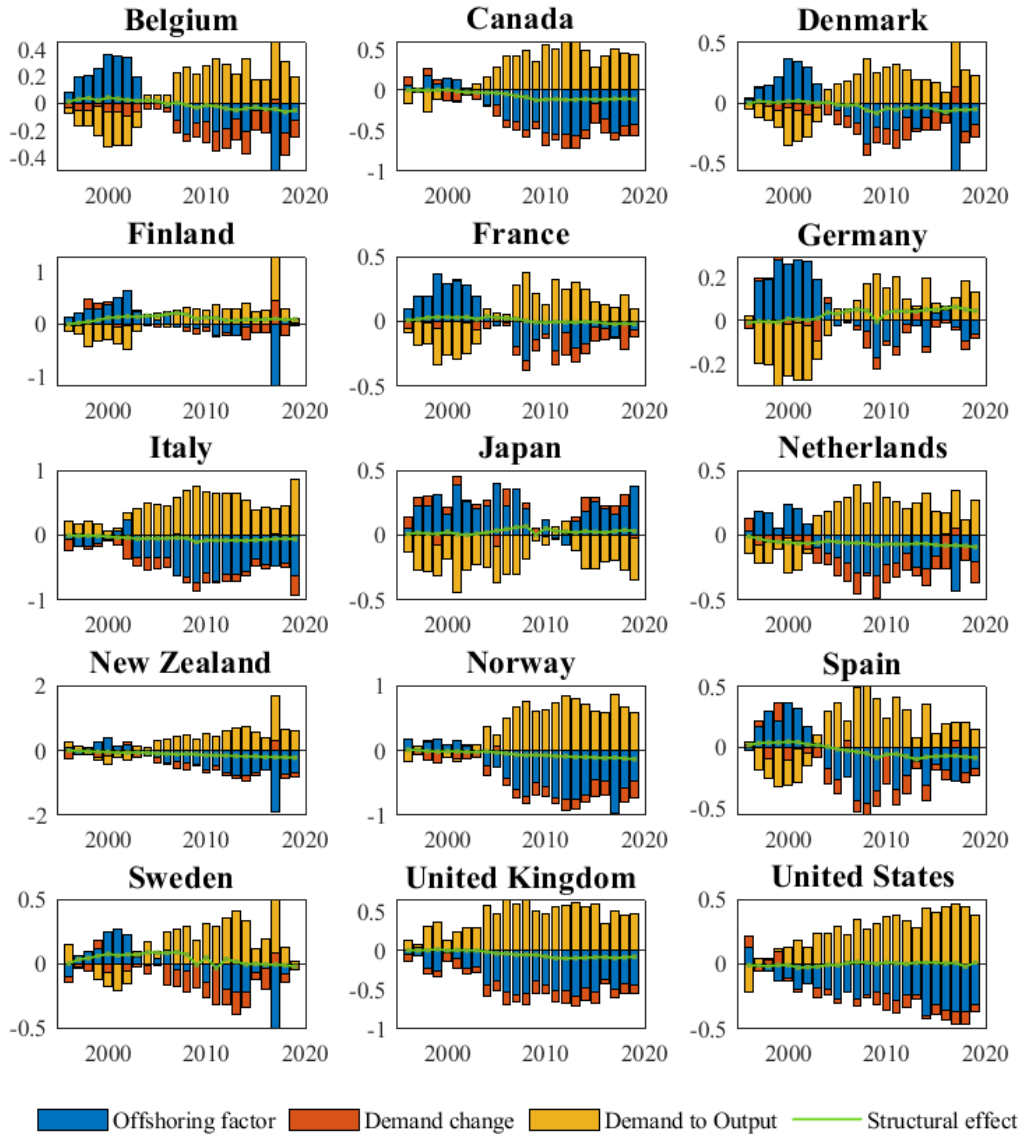 Belgium
0.4
0.2
0
-0.2
-0.4
2000 2010 2020
Canada
0.5
0
-0.5
-1
2000 2010 2020
Denmark
0.5
0
-0.5
2000 2010 2020
Finland
1
0
-1
2000 2010 2020
France
0.5
0
-0.5
2000 2010 2020
Germany
0.2
0
-0.2
2000 2010 2020
Italy
1
0
-1
2000 2010 2020
Japan
0.5
0
-0.5
2000 2010 2020
Netherlands
0.5
0
-0.5
2000 2010 2020
New Zealand
2
0
-2
2000 2010 2020
Norway
1
0
-1
2000 2010 2020
Spain
0.5
0
-0.5
2000 2010 2020
Sweden
0.5
0
-0.5
2000 2010 2020
United Kingdom
0.5
0
-0.5
-1
2000 2010 2020
United States
0.5
0
-0.5
2000 2010 2020
Offshoring factor Demand change Demand to Output Structural effect